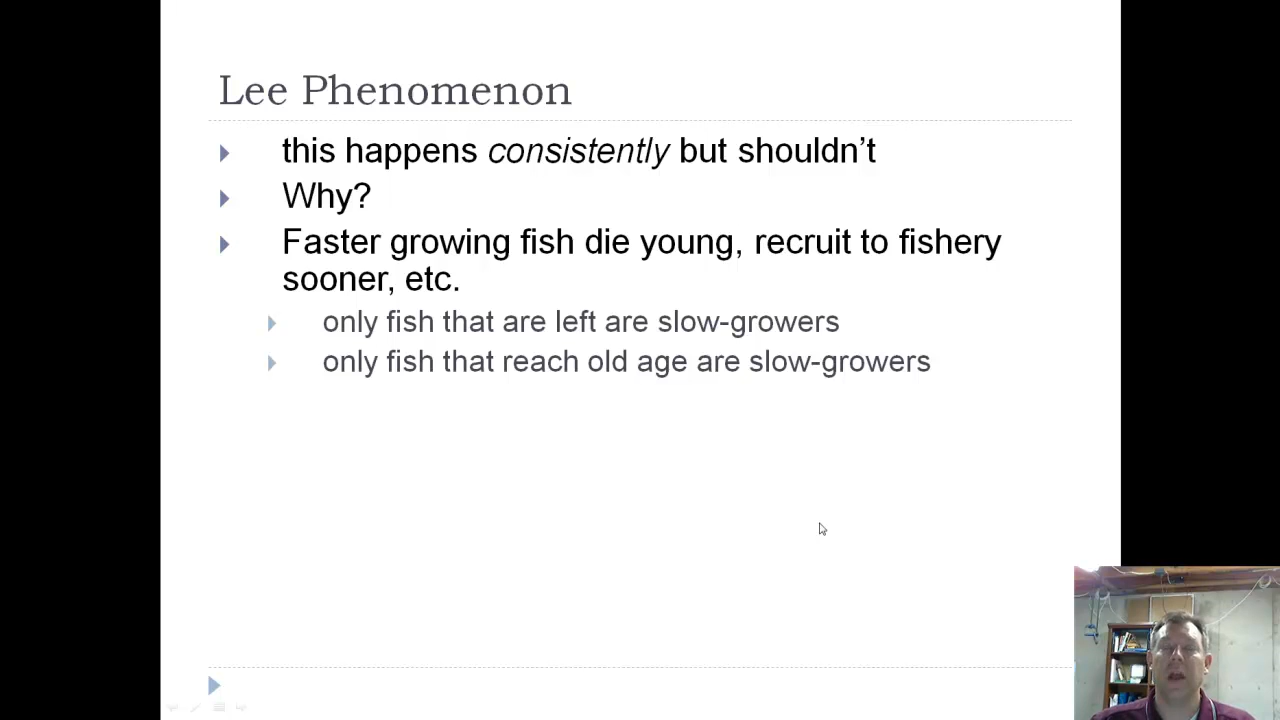 Lee Phenomenon
this happens consistently but shouldn’t
Why?
Faster growing fish die young, recruit to fishery
sooner, etc.
only fish that are left are slow-growers
only fish that reach old age are slow-growers